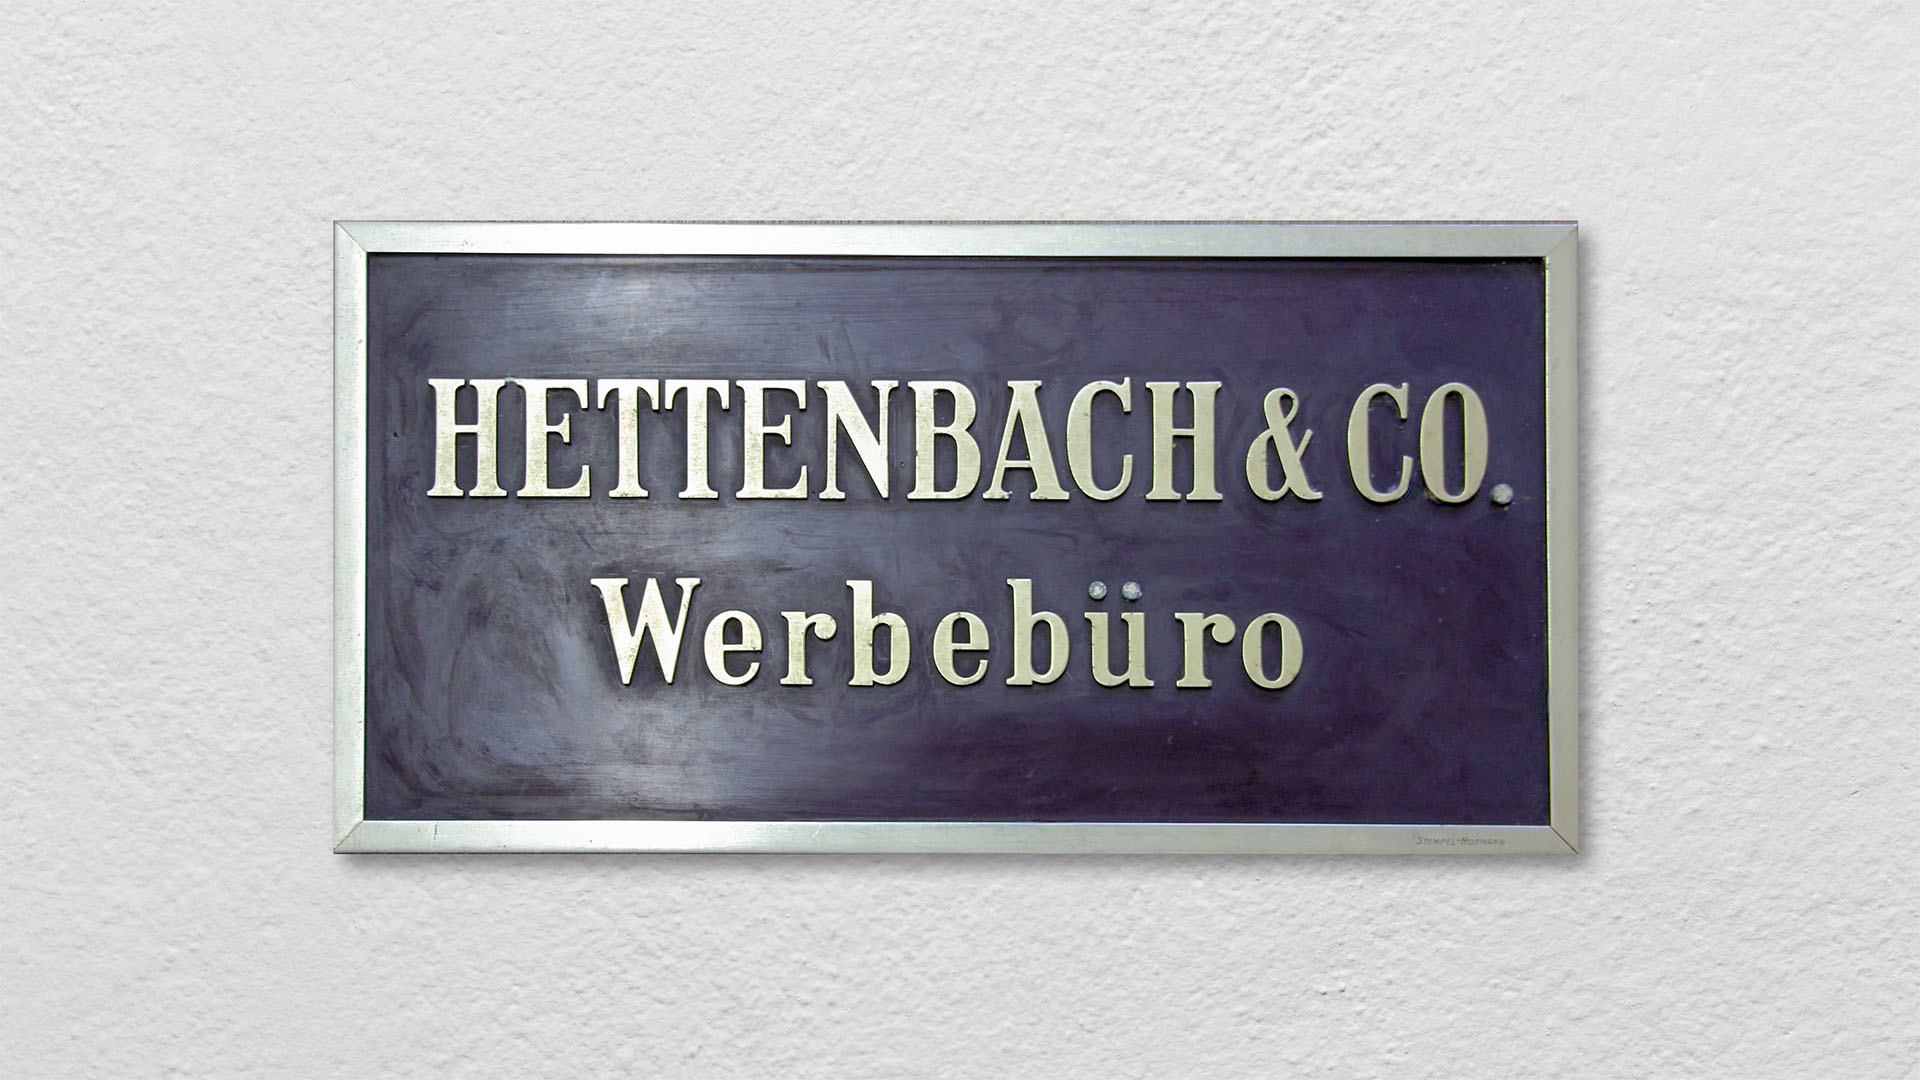 HETTENBACH & CO.
Werbebüro
STEMPEL-HOFMANN